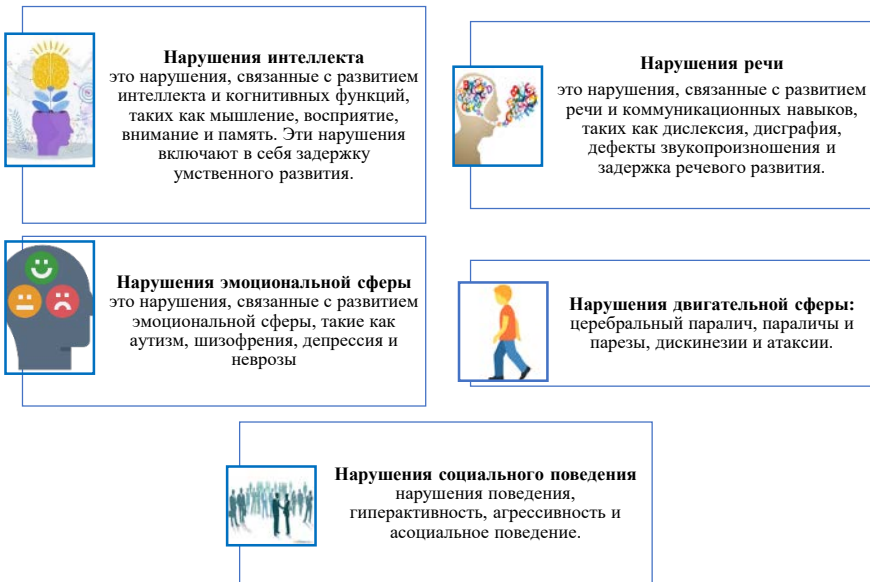 Нарушения интеллекта
это нарушения, связанные с развитием
интеллекта и когнитивных функций,
таких как мышление, восприятие,
внимание и память. Эти нарушения
включают в себя задержку
умственного развития.
Нарушения речи
это нарушения, связанные с развитием
речи и коммуникационных навыков,
таких как дислексия, дисграфия,
дефекты звукопроизношения и
задержка речевого развития.
Нарушения эмоциональной сферы
это нарушения, связанные с развитием
эмоциональной сферы, такие как
аутизм, шизофрения, депрессия и
неврозы
Нарушения двигательной сферы:
церебральный паралич, параличы и
парезы, дискинезии и атаксии.
Нарушения социального поведения
нарушения поведения,
гиперактивность, агрессивность и
асоциальное поведение.